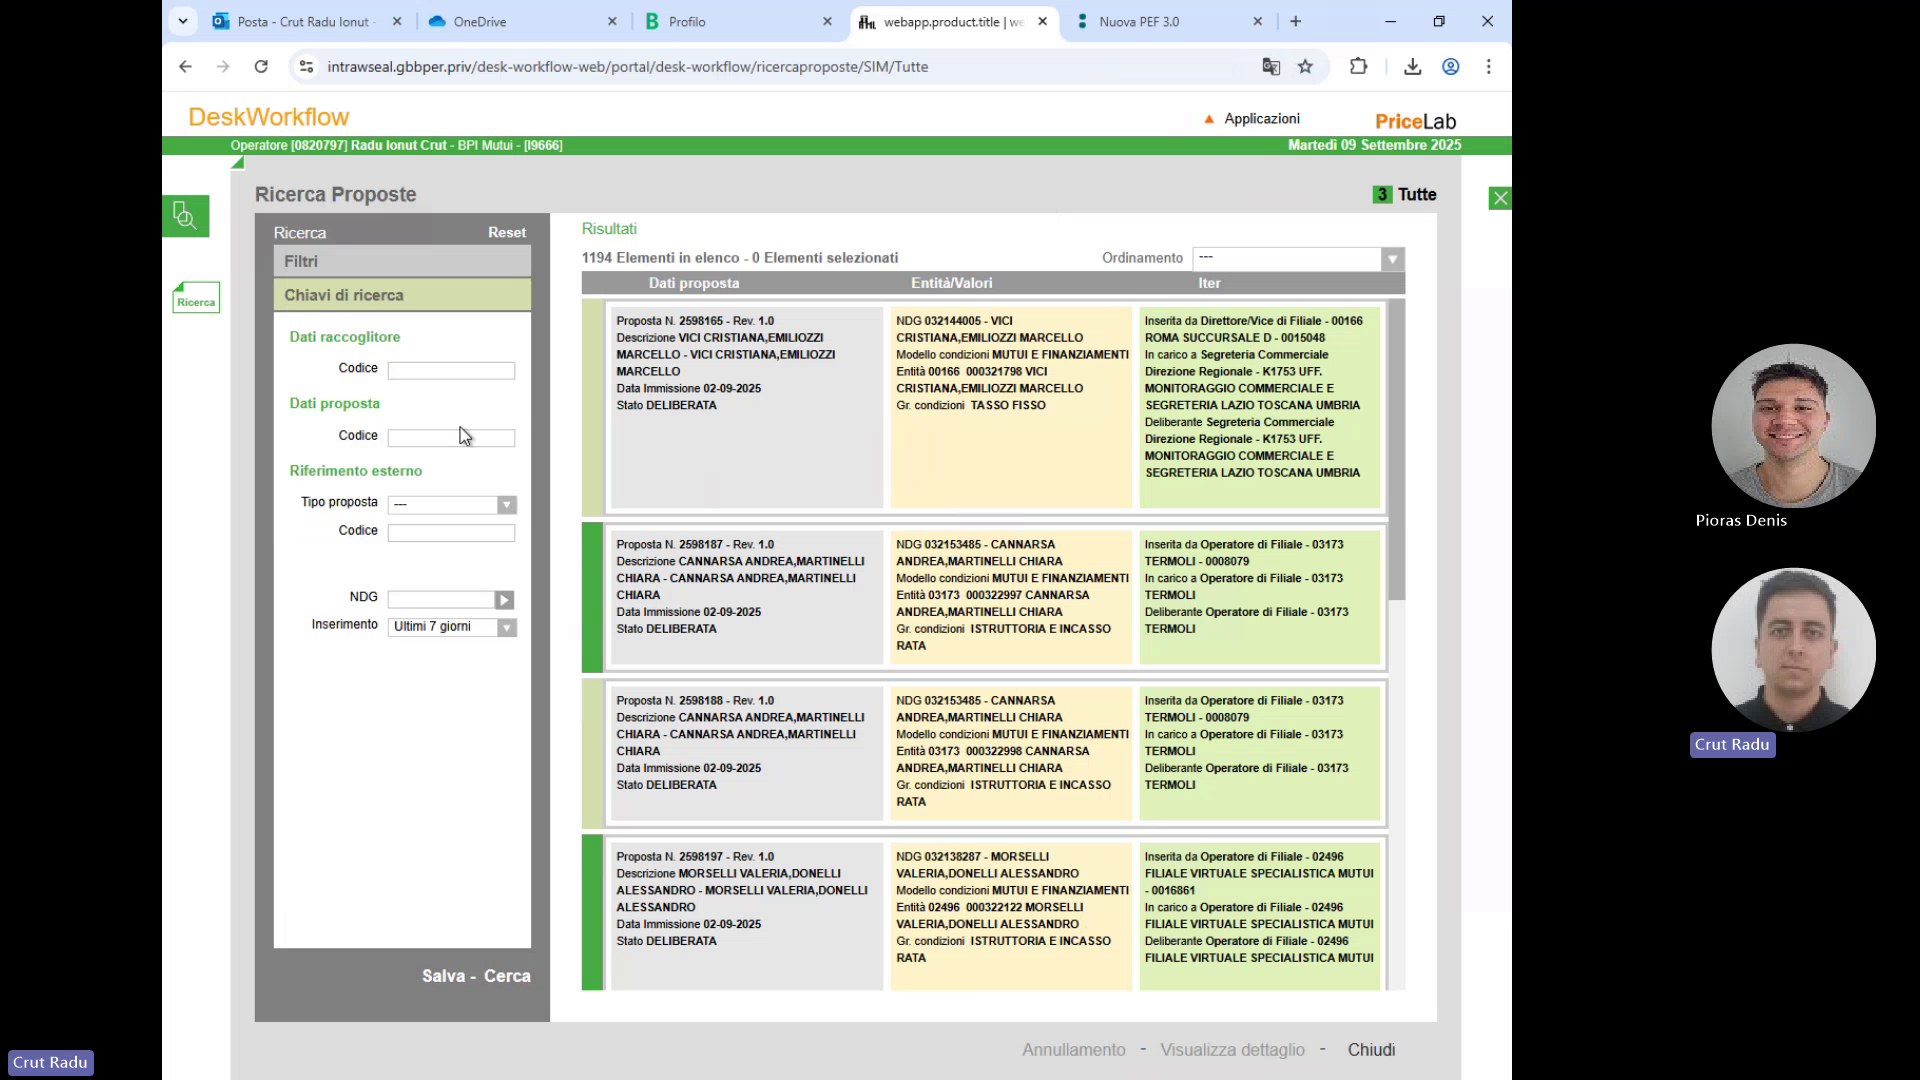 Posta - Crut Radu Ionut
OneDrive
Profilo
webapp.product.title | we
Nuova PEF 3.0
intrawseal.gbbper.priv/desk-workflow-web/portal/desk-workflow/ricercaproposte/SIM/Tutte
DeskWorkflow
Applicazioni
PriceLab
Operatore [0820797] Radu Ionut Crut - BPI Mutui - [I9666]
Martedì 09 Settembre 2025
Ricerca Proposte
3 Tutte
Ricerca
Ricerca
Reset
Filtri
Chiavi di ricerca
Dati raccoglitore
Codice
Dati proposta
Codice
Riferimento esterno
Tipo proposta ---
Codice
NDG
Inserimento Ultimi 7 giorni
Salva - Cerca
Risultati
1194 Elementi in elenco - 0 Elementi selezionati
Ordinamento ---
Dati proposta
Entità/Valori
Iter
Proposta N. 2598165 - Rev. 1.0
Descrizione VICI CRISTIANA,EMILIOZZI
MARCELLO - VICI CRISTIANA,EMILIOZZI
MARCELLO
Data Immissione 02-09-2025
Stato DELIBERATA
NDG 032144005 - VICI
CRISTIANA,EMILIOZZI MARCELLO
Modello condizioni MUTUI E FINANZIAMENTI
Entità 00166 000321798 VICI
CRISTIANA,EMILIOZZI MARCELLO
Gr. condizioni TASSO FISSO
Inserita da Direttore/Vice di Filiale - 00166
ROMA SUCCURSALE D - 0015048
In carico a Segreteria Commerciale
Direzione Regionale - K1753 UFF.
MONITORAGGIO COMMERCIALE E
SEGRETERIA LAZIO TOSCANA UMBRIA
Deliberante Segreteria Commerciale
Direzione Regionale - K1753 UFF.
MONITORAGGIO COMMERCIALE E
SEGRETERIA LAZIO TOSCANA UMBRIA
Proposta N. 2598187 - Rev. 1.0
Descrizione CANNARSA ANDREA,MARTINELLI
CHIARA - CANNARSA ANDREA,MARTINELLI
CHIARA
Data Immissione 02-09-2025
Stato DELIBERATA
NDG 032153485 - CANNARSA
ANDREA,MARTINELLI CHIARA
Modello condizioni MUTUI E FINANZIAMENTI
Entità 03173 000322997 CANNARSA
ANDREA,MARTINELLI CHIARA
Gr. condizioni ISTRUTTORIA E INCASSO
RATA
Inserita da Operatore di Filiale - 03173
TERMOLI - 0008079
In carico a Operatore di Filiale - 03173
TERMOLI
Deliberante Operatore di Filiale - 03173
TERMOLI
Proposta N. 2598188 - Rev. 1.0
Descrizione CANNARSA ANDREA,MARTINELLI
CHIARA - CANNARSA ANDREA,MARTINELLI
CHIARA
Data Immissione 02-09-2025
Stato DELIBERATA
NDG 032153485 - CANNARSA
ANDREA,MARTINELLI CHIARA
Modello condizioni MUTUI E FINANZIAMENTI
Entità 03173 000322998 CANNARSA
ANDREA,MARTINELLI CHIARA
Gr. condizioni ISTRUTTORIA E INCASSO
RATA
Inserita da Operatore di Filiale - 03173
TERMOLI - 0008079
In carico a Operatore di Filiale - 03173
TERMOLI
Deliberante Operatore di Filiale - 03173
TERMOLI
Proposta N. 2598197 - Rev. 1.0
Descrizione MORSELLI VALERIA,DONELLI
ALESSANDRO - MORSELLI VALERIA,DONELLI
ALESSANDRO
Data Immissione 02-09-2025
Stato DELIBERATA
NDG 032138287 - MORSELLI
VALERIA,DONELLI ALESSANDRO
Modello condizioni MUTUI E FINANZIAMENTI
Entità 02496 000322122 MORSELLI
VALERIA,DONELLI ALESSANDRO
Gr. condizioni ISTRUTTORIA E INCASSO
RATA
Inserita da Operatore di Filiale - 02496
FILIALE VIRTUALE SPECIALISTICA MUTUI
- 0016861
In carico a Operatore di Filiale - 02496
FILIALE VIRTUALE SPECIALISTICA MUTUI
Deliberante Operatore di Filiale - 02496
FILIALE VIRTUALE SPECIALISTICA MUTUI
Annullamento - Visualizza dettaglio - Chiudi
Pioras Denis
Crut Radu
Crut Radu